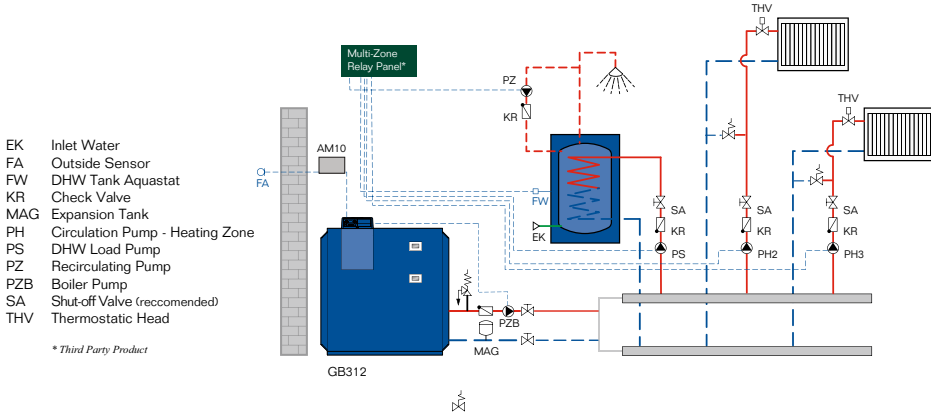 THV
Multi-Zone
Relay Panel*
PZ
KR
THV
EK Inlet Water
FA Outside Sensor
FW DHW Tank Aquastat
KR Check Valve
MAG Expansion Tank
PH Circulation Pump - Heating Zone
PS DHW Load Pump
PZ Recirculating Pump
PZB Boiler Pump
SA Shut-off Valve (reccomended)
THV Thermostatic Head
* Third Party Product
AM10
FA
FW
EK
SA
SA
SA
KR
KR
KR
PS
PH2
PH3
PZB
MAG
GB312